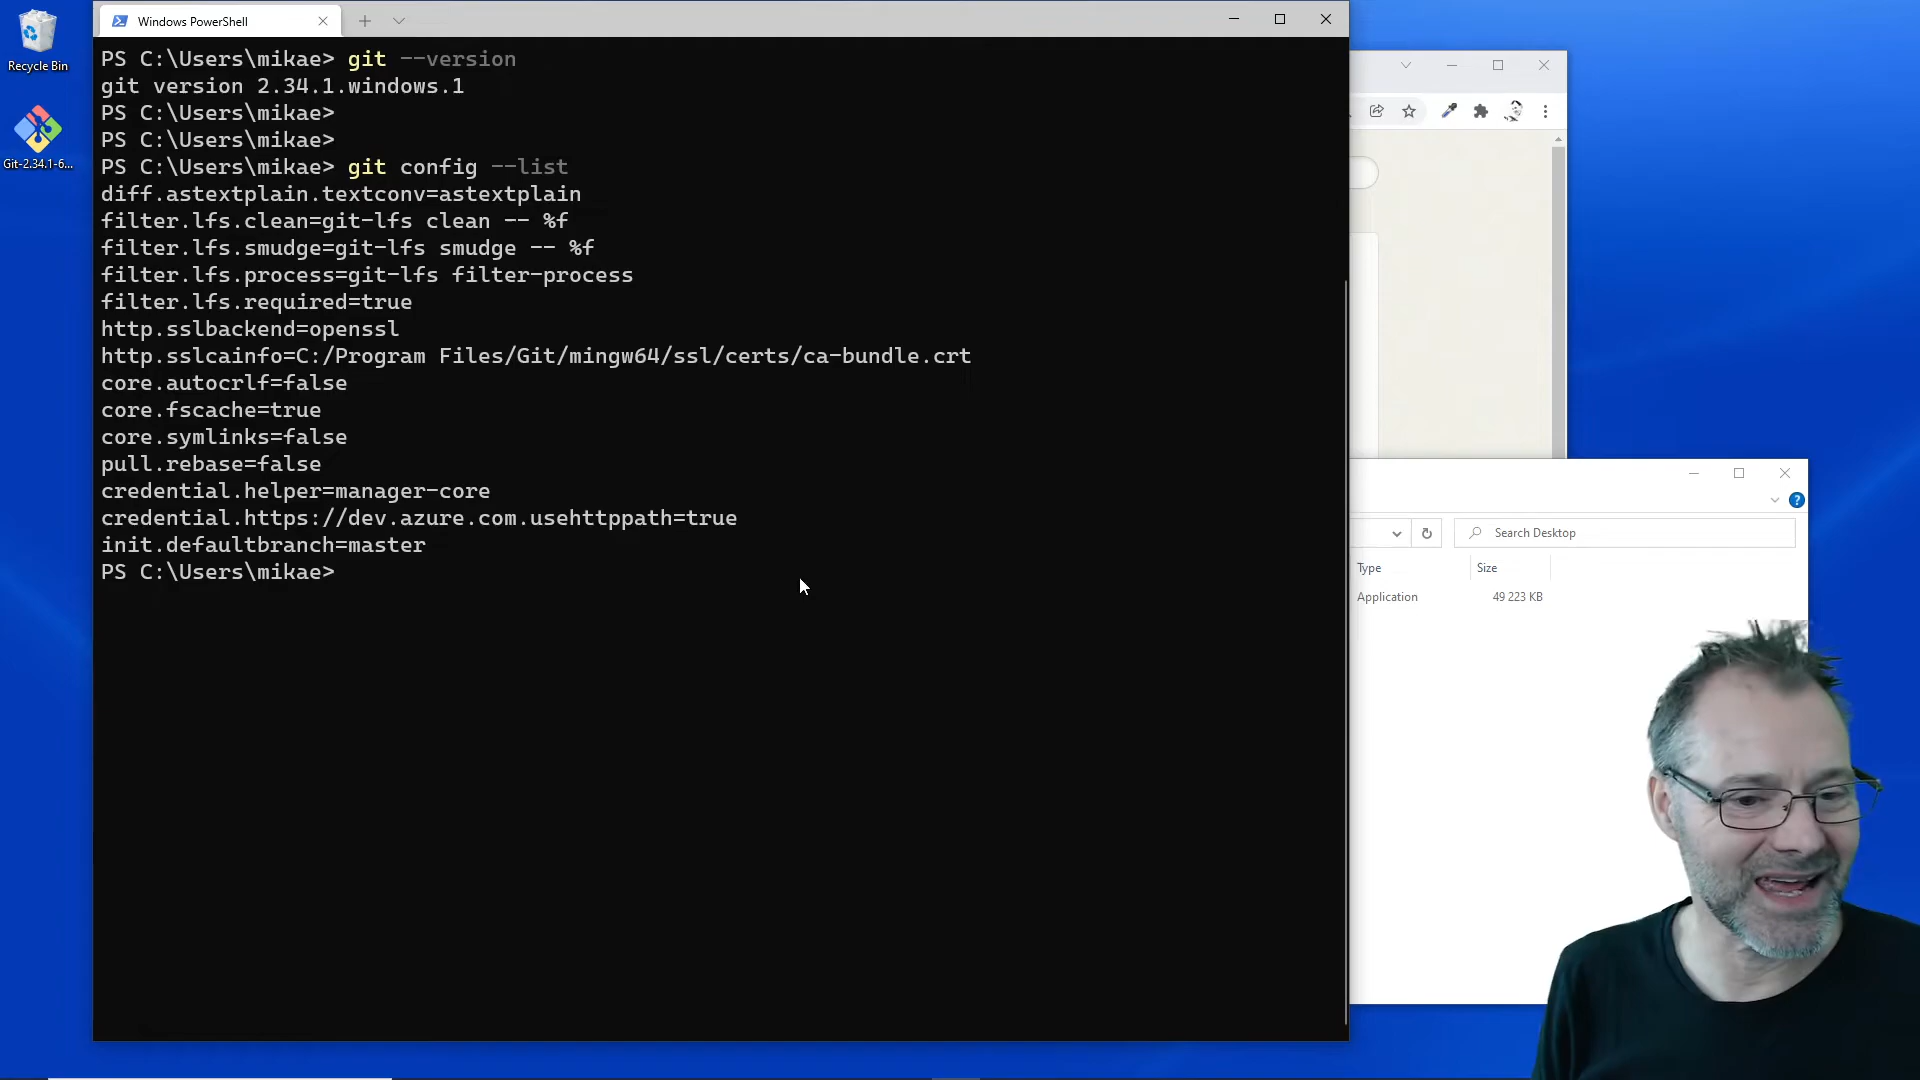 Recycle Bin
Git-2.34.1-6...
Windows PowerShell
PS C:\Users\mikae> git --version
git version 2.34.1.windows.1
PS C:\Users\mikae>
PS C:\Users\mikae>
PS C:\Users\mikae> git config --list
diff.astextplain.textconv=astextplain
filter.lfs.clean=git-lfs clean -- %f
filter.lfs.smudge=git-lfs smudge -- %f
filter.lfs.process=git-lfs filter-process
filter.lfs.required=true
http.sslbackend=openssl
http.sslcainfo=C:/Program Files/Git/mingw64/ssl/certs/ca-bundle.crt
core.autocrlf=false
core.fscache=true
core.symlinks=false
pull.rebase=false
credential.helper=manager-core
credential.https://dev.azure.com.usehttppath=true
init.defaultbranch=master
PS C:\Users\mikae>
Search Desktop
Type Size
Application 49 223 KB